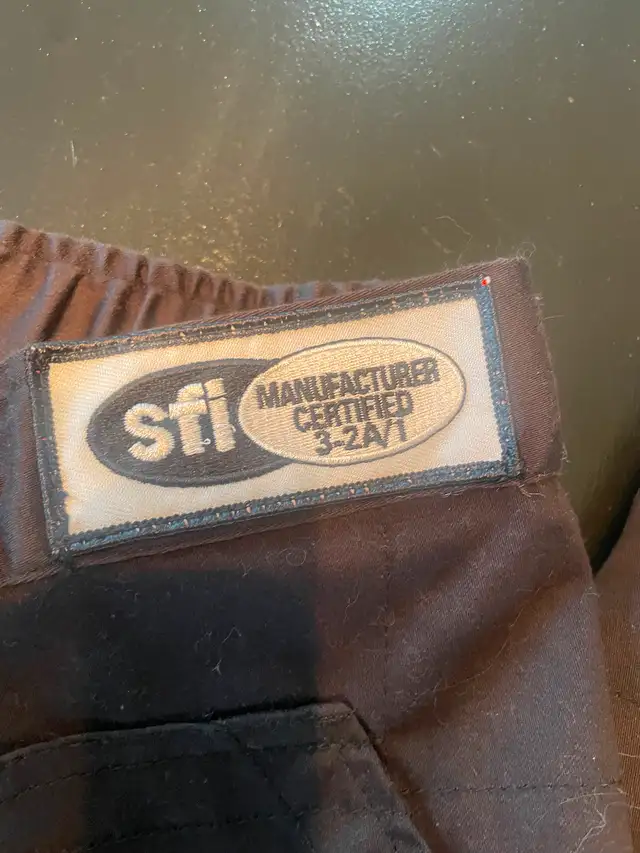 sfi
MANUFACTURER
CERTIFIED
3-2A/1